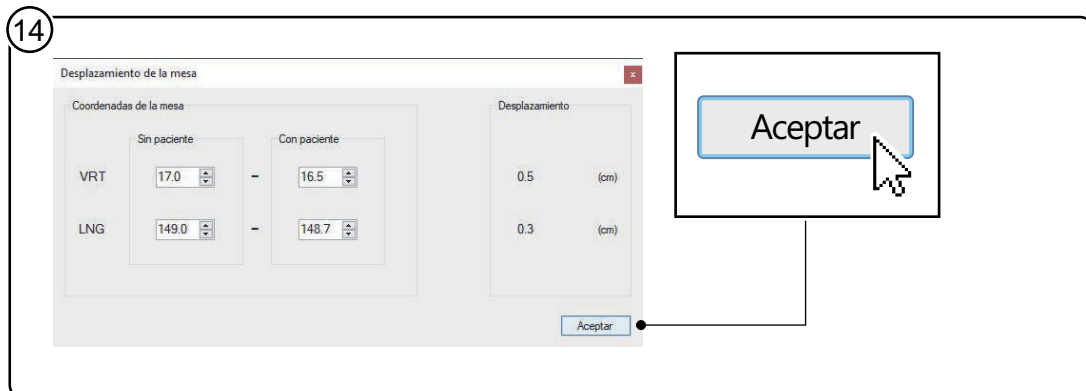 14
Desplazamiento de la mesa
x
Coordenadas de la mesa
Desplazamiento
Sin paciente
Con paciente
VRT 17.0 - 16.5 0.5 (cm)
LNG 149.0 - 148.7 0.3 (cm)
Aceptar
Aceptar